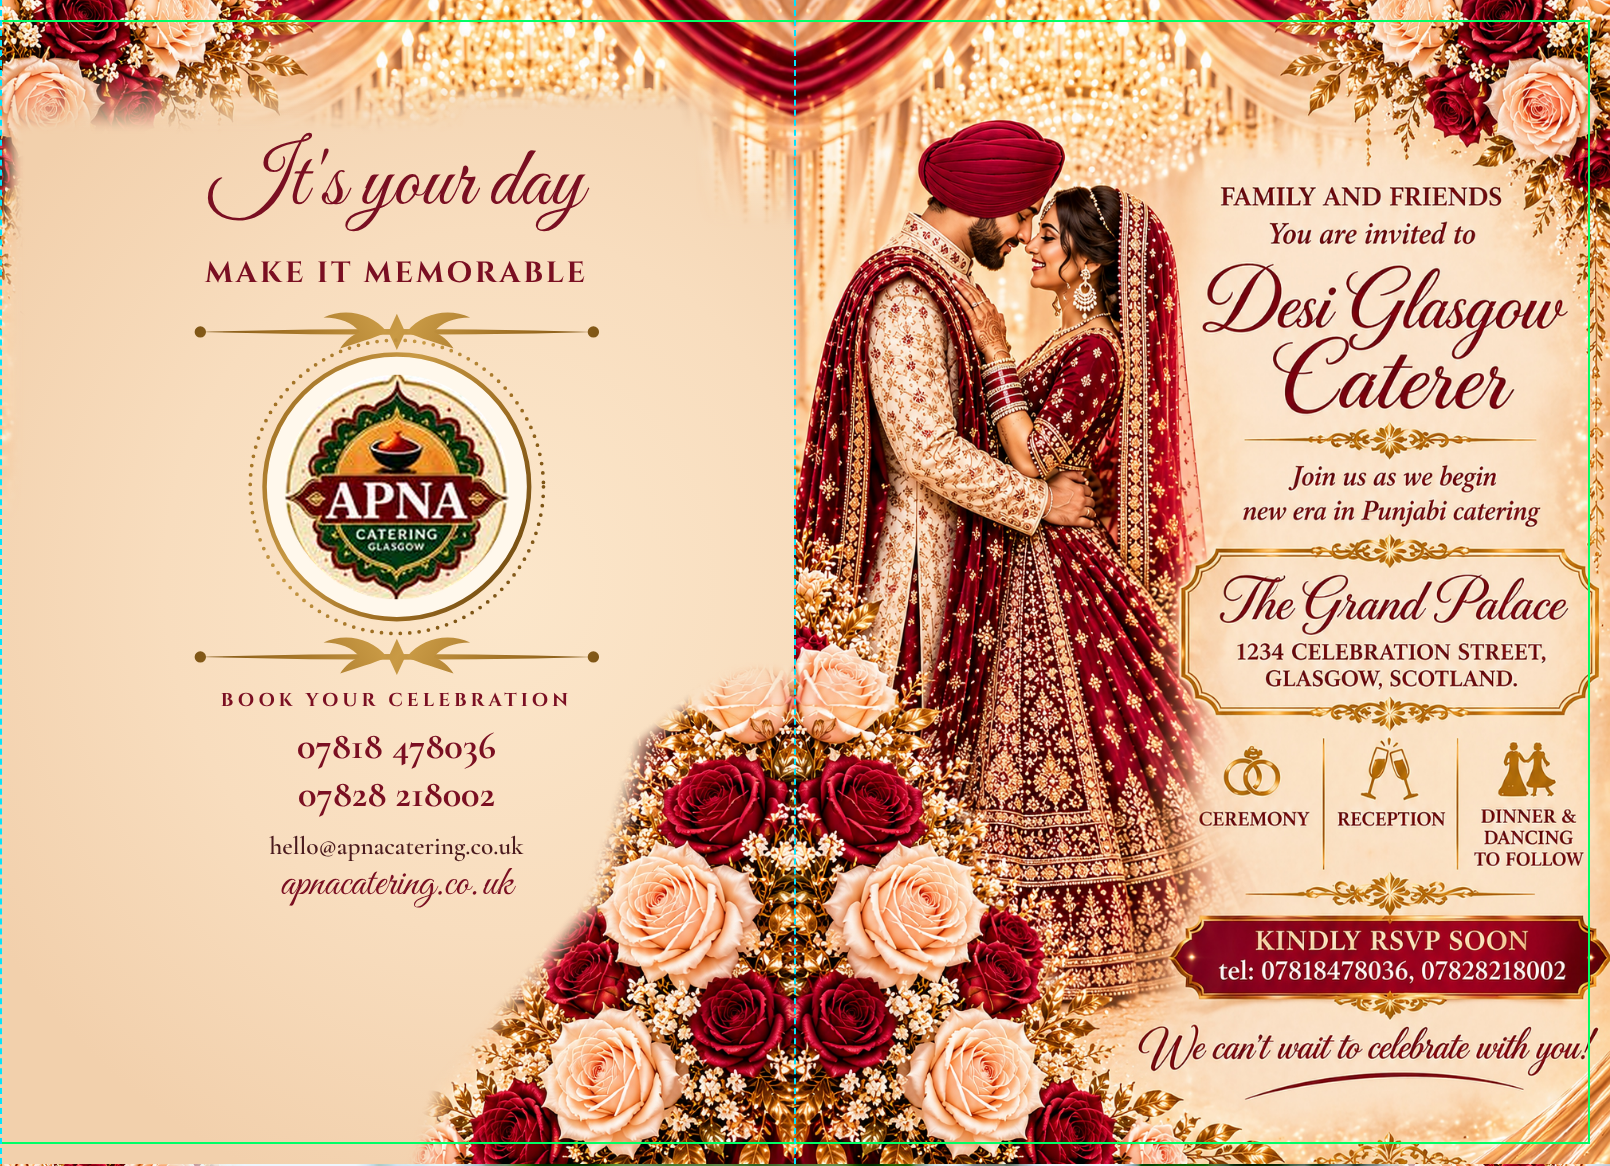 It's your day
MAKE IT MEMORABLE
APNA
CATERING
GLASGOW
BOOK YOUR CELEBRATION
07818 478036
07828 218002
hello@apnacatering.co.uk
apnacatering.co.uk
FAMILY AND FRIENDS
You are invited to
Desi Glasgow
Caterer
Join us as we begin
new era in Punjabi catering
The Grand Palace
1234 CELEBRATION STREET,
GLASGOW, SCOTLAND.
CEREMONY
RECEPTION
DINNER &
DANCING
TO FOLLOW
KINDLY RSVP SOON
tel: 07818478036, 07828218002
We can't wait to celebrate with you!